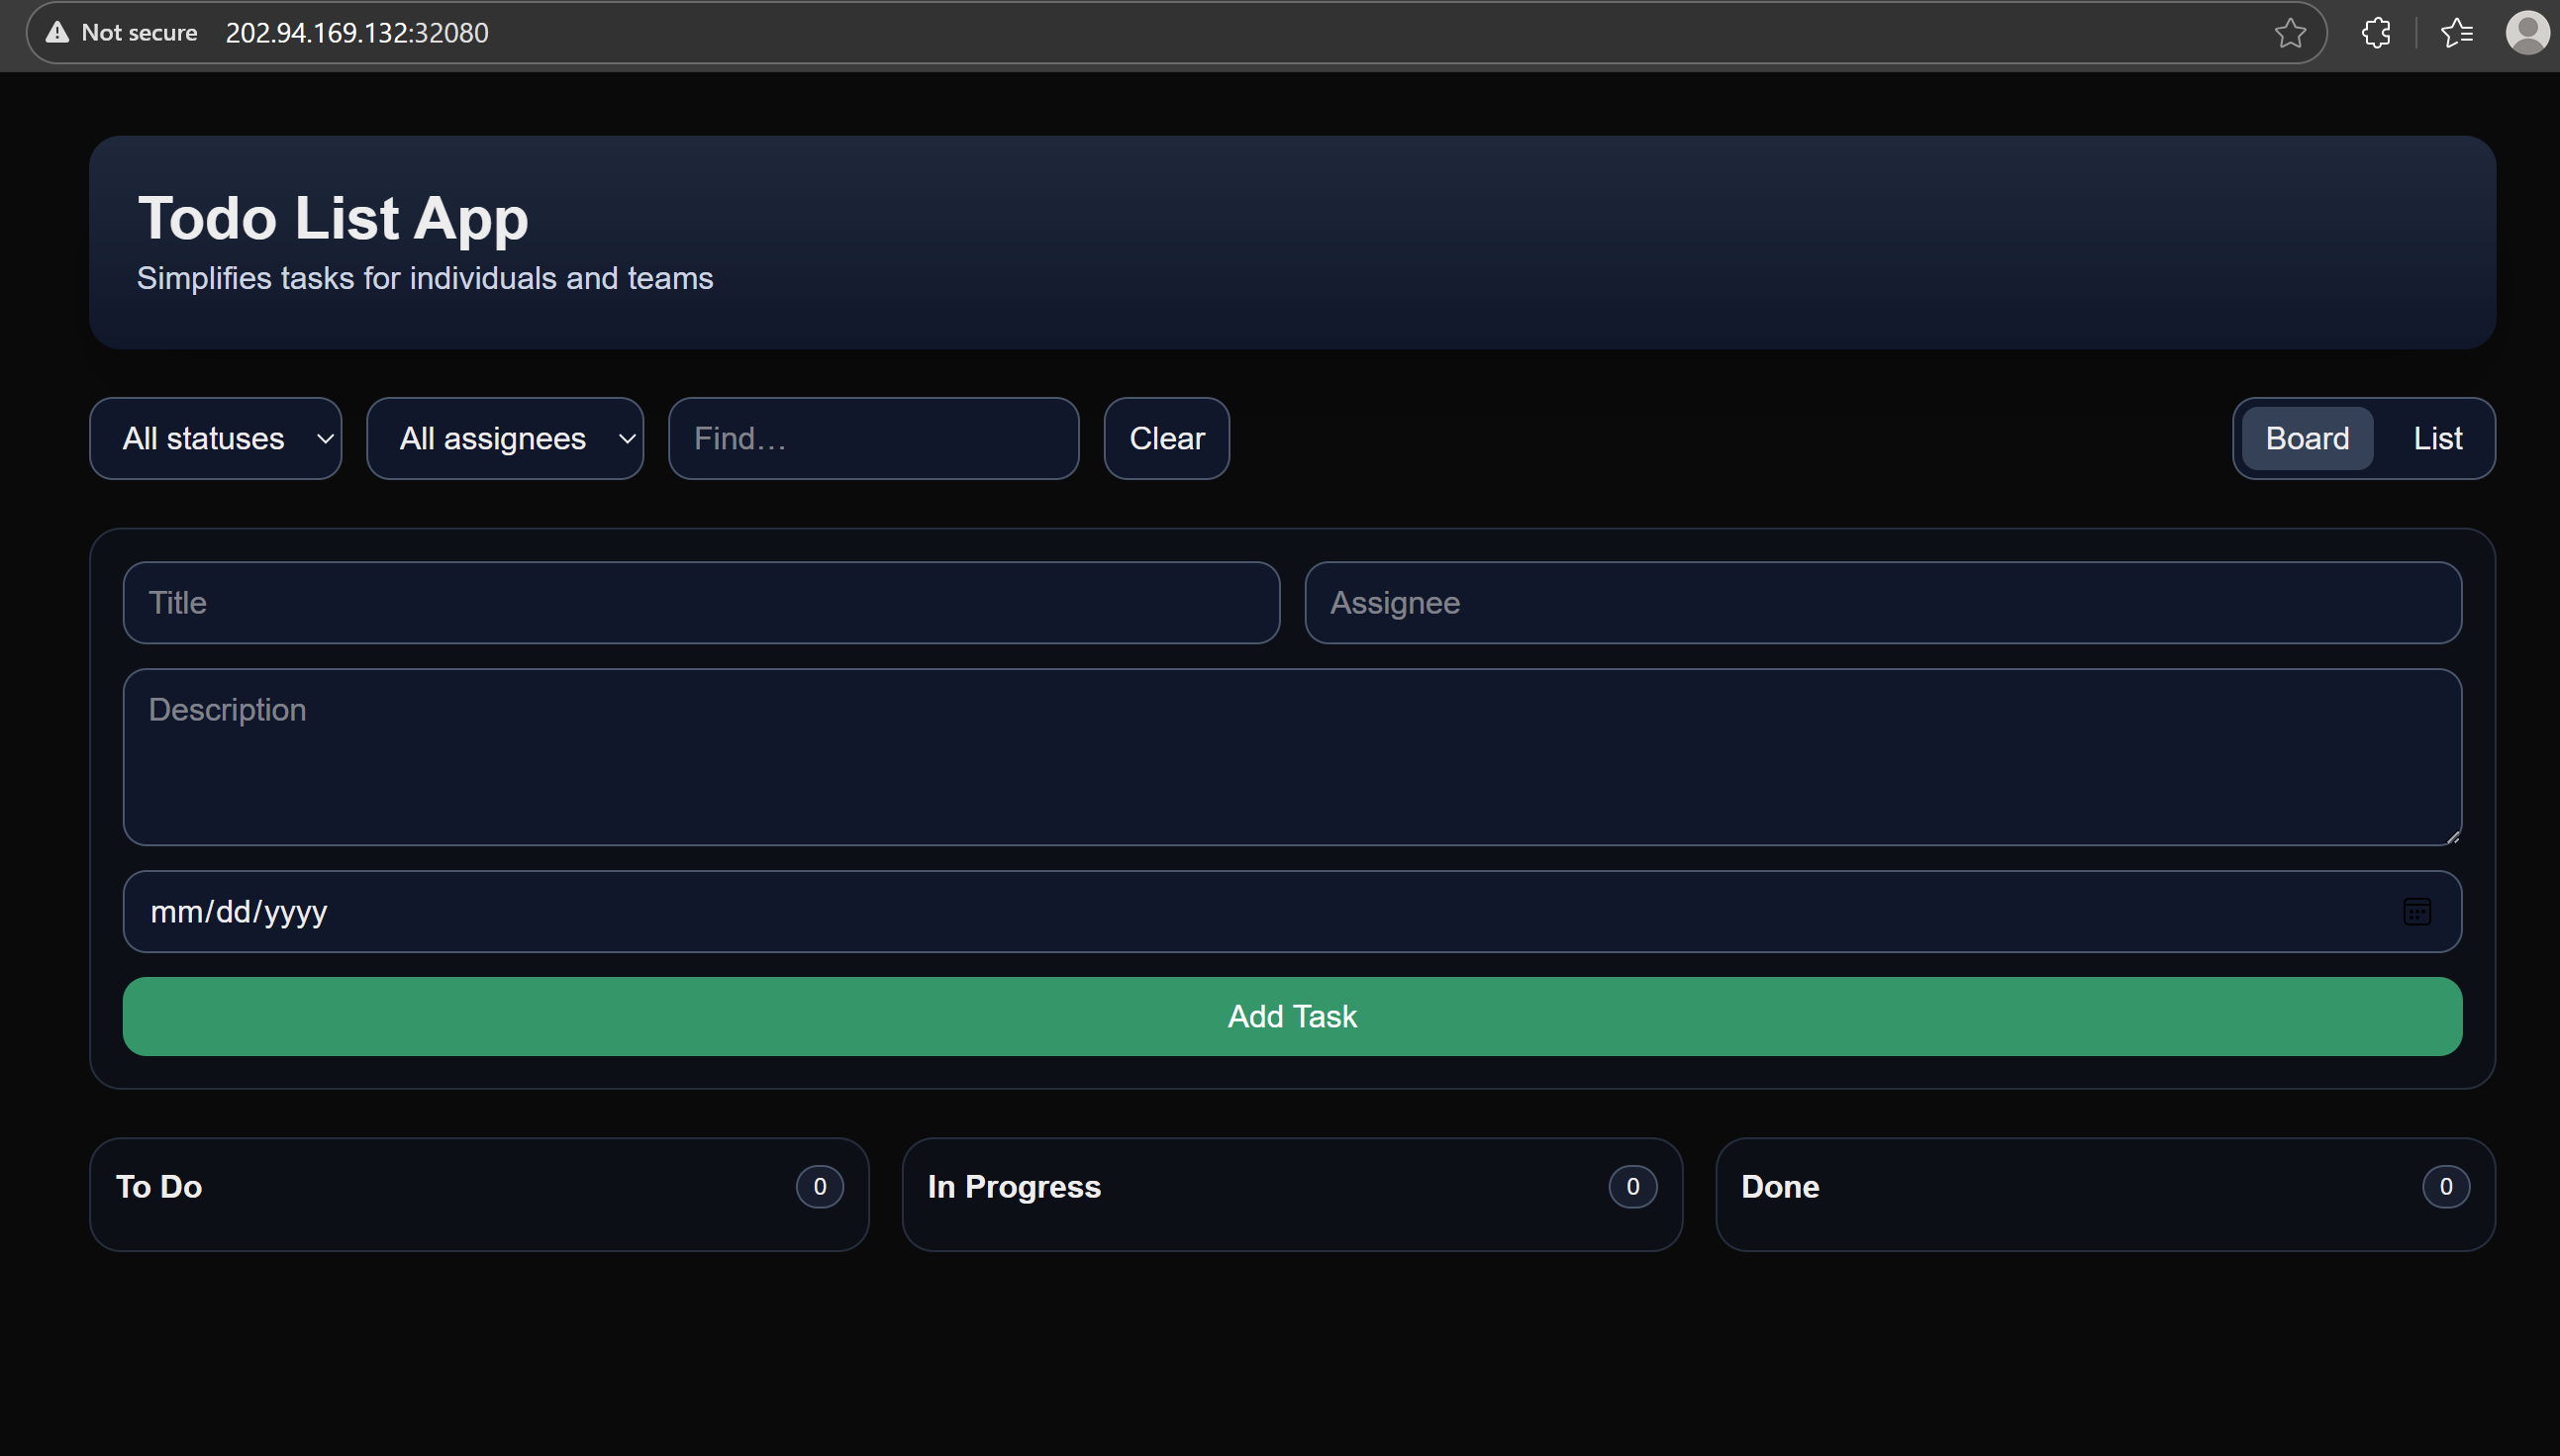 Not secure 202.94.169.132:32080
Todo List App
Simplifies tasks for individuals and teams
All statuses All assignees Find... Clear Board List
Title Assignee
Description
mm/dd/yyyy
Add Task
To Do 0 In Progress 0 Done 0